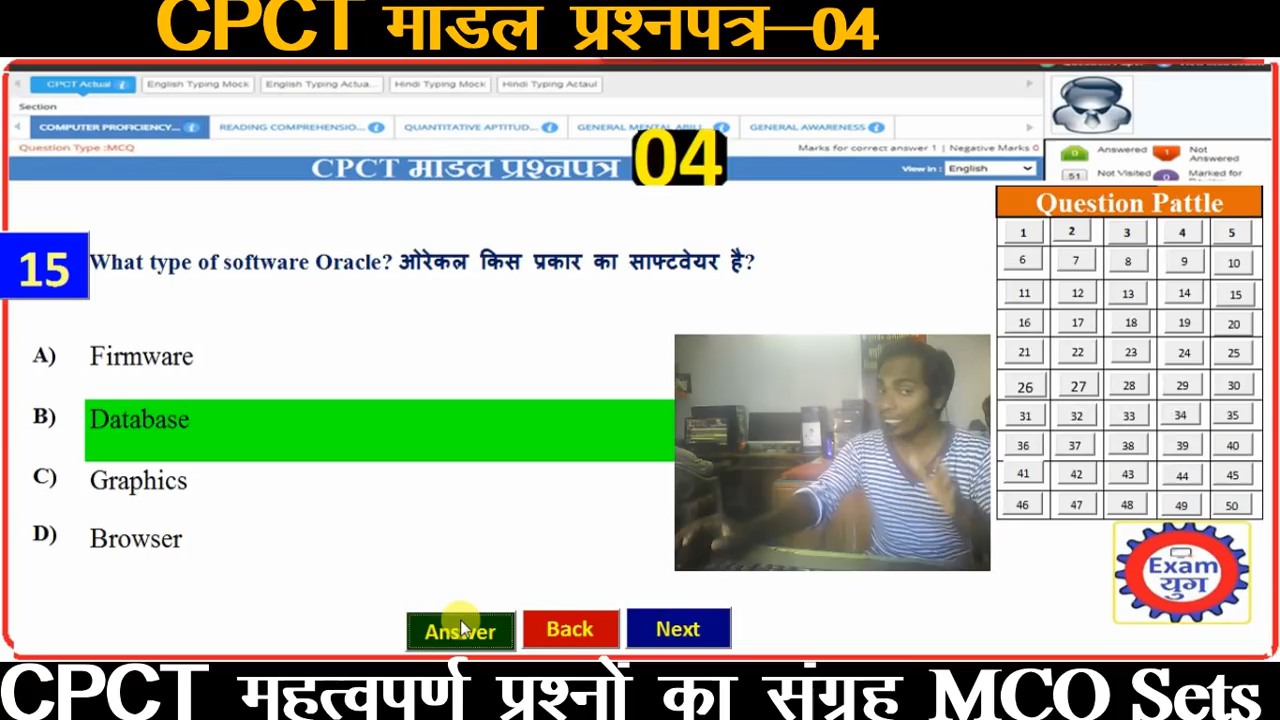 CPCT माडल प्रश्नपत्र—04
CPCT Actual English Typing Mock English Typing Actua... Hindi Typing Mock Hindi Typing Actaul
Section
COMPUTER PROFICIENCY... READING COMPREHENSIO... QUANTITATIVE APTITUD... GENERAL MENTAL ABILI... GENERAL AWARENESS
Question Type :MCQ Marks for correct answer 1 | Negative Marks 0
CPCT माडल प्रश्नपत्र 04 View in : English
0 Answered 1 Not Answered
51 Not Visited 0 Marked for
Question Pattle
1 2 3 4 5
6 7 8 9 10
11 12 13 14 15
16 17 18 19 20
21 22 23 24 25
26 27 28 29 30
31 32 33 34 35
36 37 38 39 40
41 42 43 44 45
46 47 48 49 50
15 What type of software Oracle? ओरेकल किस प्रकार का साफ्टवेयर है?
A) Firmware
B) Database
C) Graphics
D) Browser
Exam
युग
Answer Back Next
CPCT महत्वपर्ण प्रश्नों का संग्रह MCQ Sets